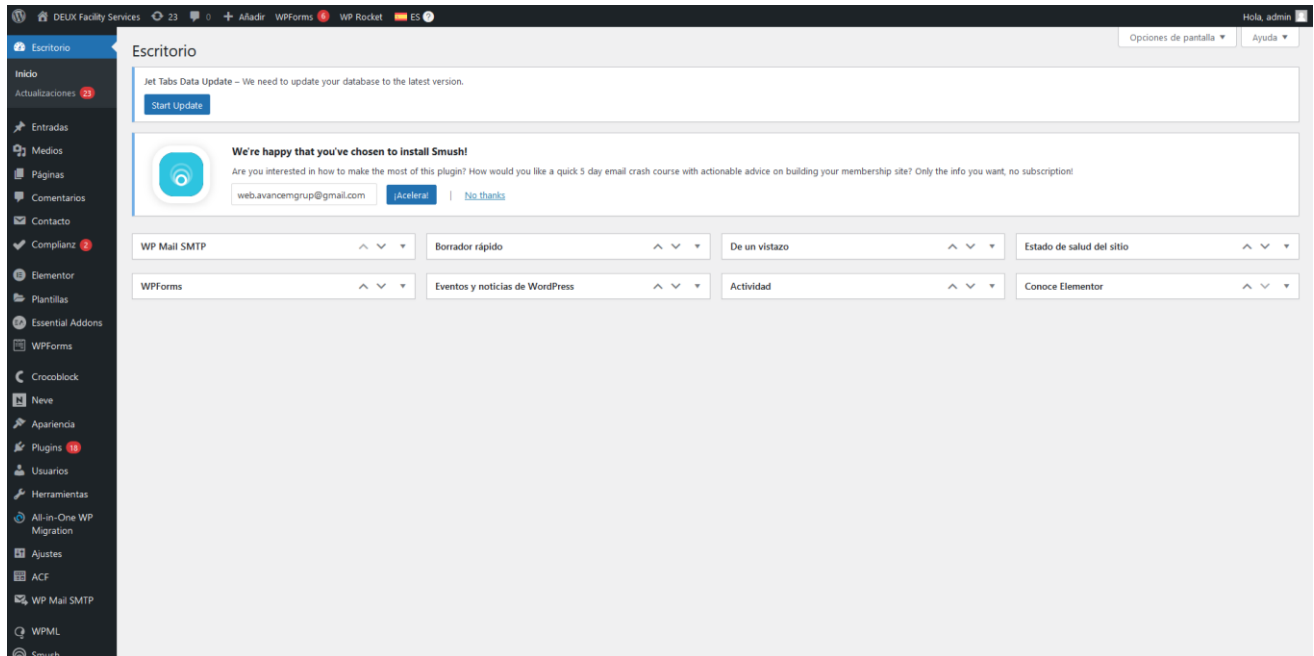 DEUX Facility Services 23 0 + Añadir WPForms 6 WP Rocket ES ? Hola, admin
Opciones de pantalla ▼ Ayuda ▼
Escritorio
Inicio
Actualizaciones 23
Entradas
Medios
Páginas
Comentarios
Contacto
Complianz 2
Elementor
Plantillas
Essential Addons
WPForms
Crocoblock
Neve
Apariencia
Plugins 18
Usuarios
Herramientas
All-in-One WP
Migration
Ajustes
ACF
WP Mail SMTP
WPML
Smush
Escritorio
Jet Tabs Data Update – We need to update your database to the latest version.
Start Update
We're happy that you've chosen to install Smush!
Are you interested in how to make the most of this plugin? How would you like a quick 5 day email crash course with actionable advice on building your membership site? Only the info you want, no subscription!
web.avancemgrup@gmail.com ¡Acelera! | No thanks
WP Mail SMTP Borrador rápido De un vistazo Estado de salud del sitio
WPForms Eventos y noticias de WordPress Actividad Conoce Elementor